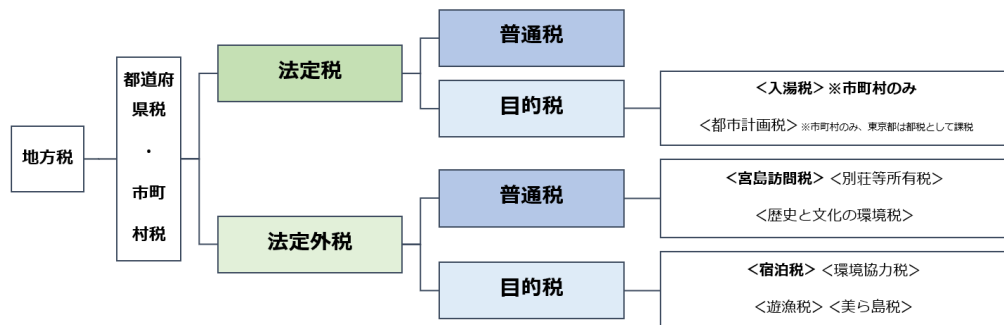 地方税
都道府
県税
・
市町
村税
法定税
普通税
目的税
<入湯税> ※市町村のみ
<都市計画税> ※市町村のみ、東京都は都税として課税
法定外税
普通税
<宮島訪問税> <別荘等所有税>
<歴史と文化の環境税>
目的税
<宿泊税> <環境協力税>
<遊漁税> <美ら島税>